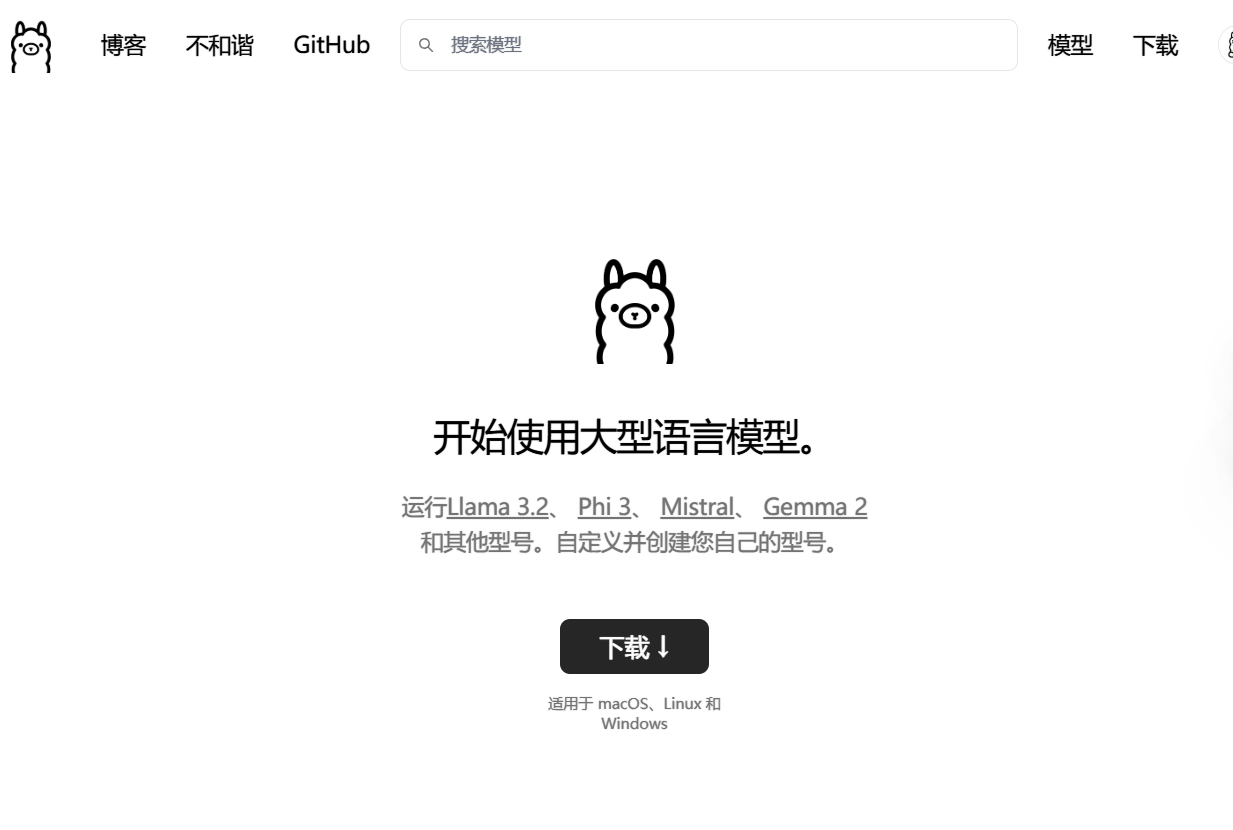 博客 不和谐 GitHub 搜索模型 模型 下载
开始使用大型语言模型。
运行Llama 3.2、 Phi 3、 Mistral、 Gemma 2
和其他型号。自定义并创建您自己的型号。
下载 ↓
适用于 macOS、Linux 和
Windows